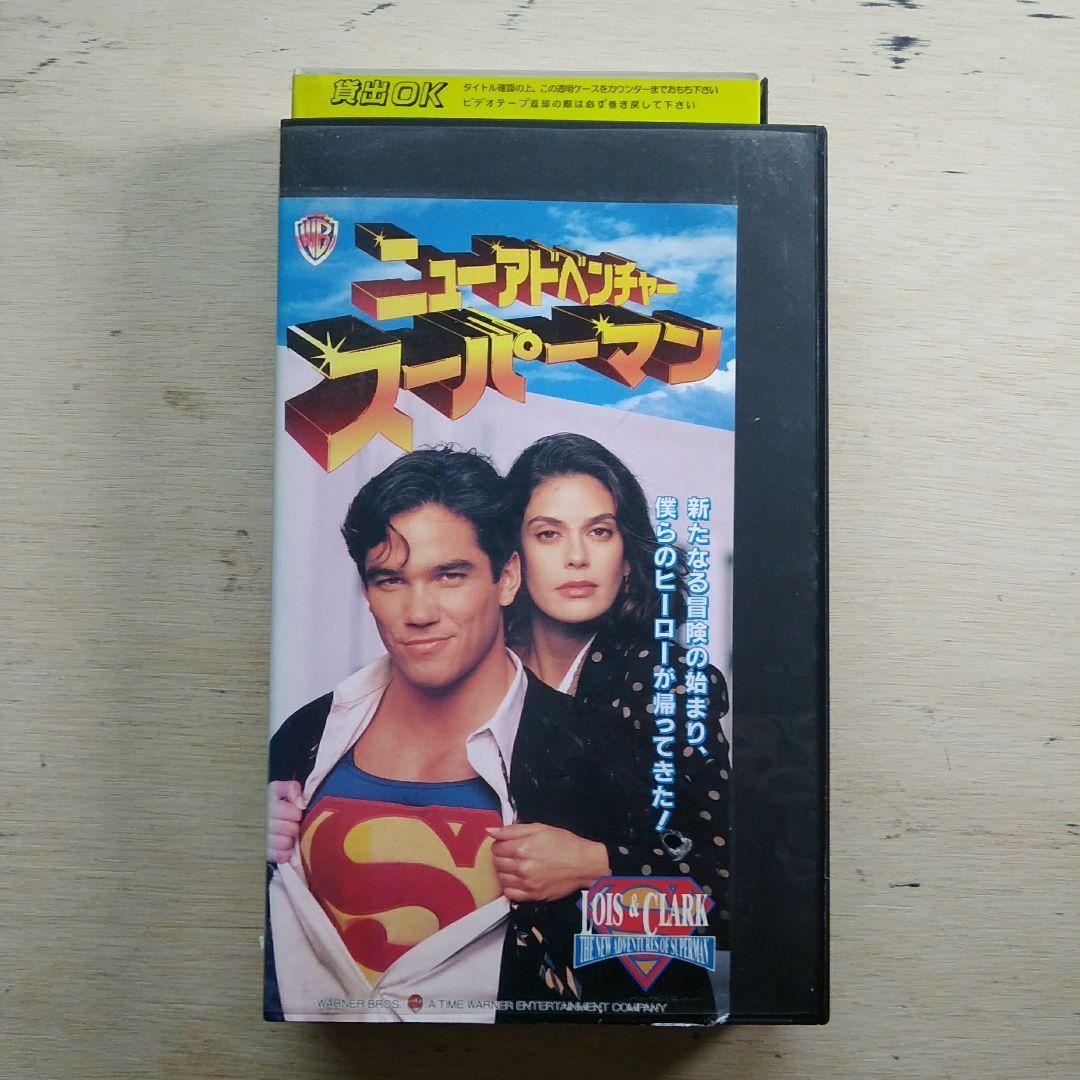 貸出OK
タイトル確認の上、この透明ケースをカウンターまでおもち下さい
ビデオテープ返却の際は必ず巻き戻して下さい
WB
ニューアドベンチャー
スーパーマン
新たなる冒険の始まり、
僕らのヒーローが帰ってきた!
S
LOIS & CLARK
THE NEW ADVENTURES OF SUPERMAN
WARNER BROS. A TIME WARNER ENTERTAINMENT COMPANY